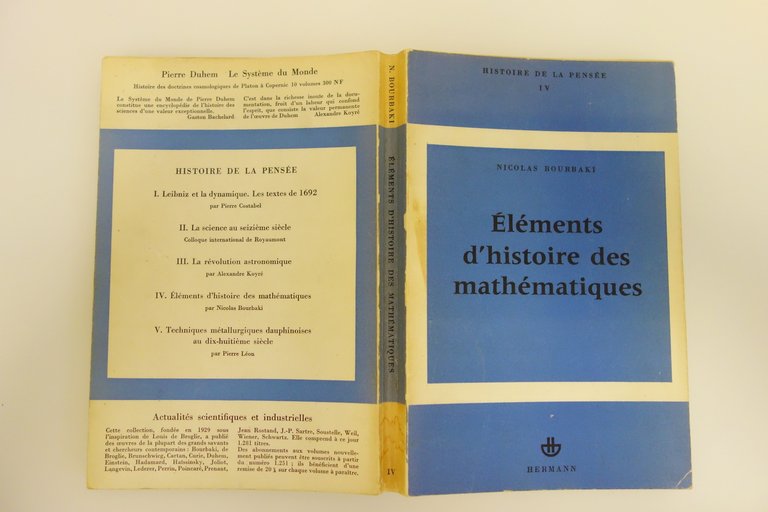 Pierre Duhem Le Système du Monde
Histoire des doctrines cosmologiques de Platon à Copernic 10 volumes 300 NF
Le Système du Monde de Pierre Duhem
constitue une encyclopédie de l'histoire des
sciences d'une valeur exceptionnelle.
Gaston Bachelard
C'est dans la richesse inouïe de la docu-
mentation, fruit d'un labeur qui confond
l'esprit, que consiste la valeur permanente
de l'œuvre de Duhem Alexandre Koyré
HISTOIRE DE LA PENSÉE
I. Leibniz et la dynamique. Les textes de 1692
par Pierre Costabel
II. La science au seizième siècle
Colloque international de Royaumont
III. La révolution astronomique
par Alexandre Koyré
IV. Éléments d'histoire des mathématiques
par Nicolas Bourbaki
V. Techniques métallurgiques dauphinoises
au dix-huitième siècle
par Pierre Léon
Actualités scientifiques et industrielles
Cette collection, fondée en 1929 sous
l'inspiration de Louis de Broglie, a publié
des œuvres de la plupart des grands savants
et chercheurs contemporains : Bourbaki, de
Broglie, Brunschwicg, Cartan, Curie, Duhem,
Einstein, Hadamard, Haïssinsky, Joliot,
Langevin, Lederer, Perrin, Poincaré, Prenant,
Jean Rostand, J.-P. Sartre, Soustelle, Weil,
Wiener, Schwartz. Elle comprend à ce jour
1.281 titres.
Des abonnements aux volumes nouvelle-
ment publiés peuvent être souscrits à partir
du numéro 1.251 ; ils bénéficient d'une
remise de 20 % sur chaque volume à paraître.
N. BOURBAKI
ÉLÉMENTS D'HISTOIRE DES MATHÉMATIQUES
IV
HISTOIRE DE LA PENSÉE
IV
NICOLAS BOURBAKI
Éléments
d'histoire des
mathématiques
HERMANN